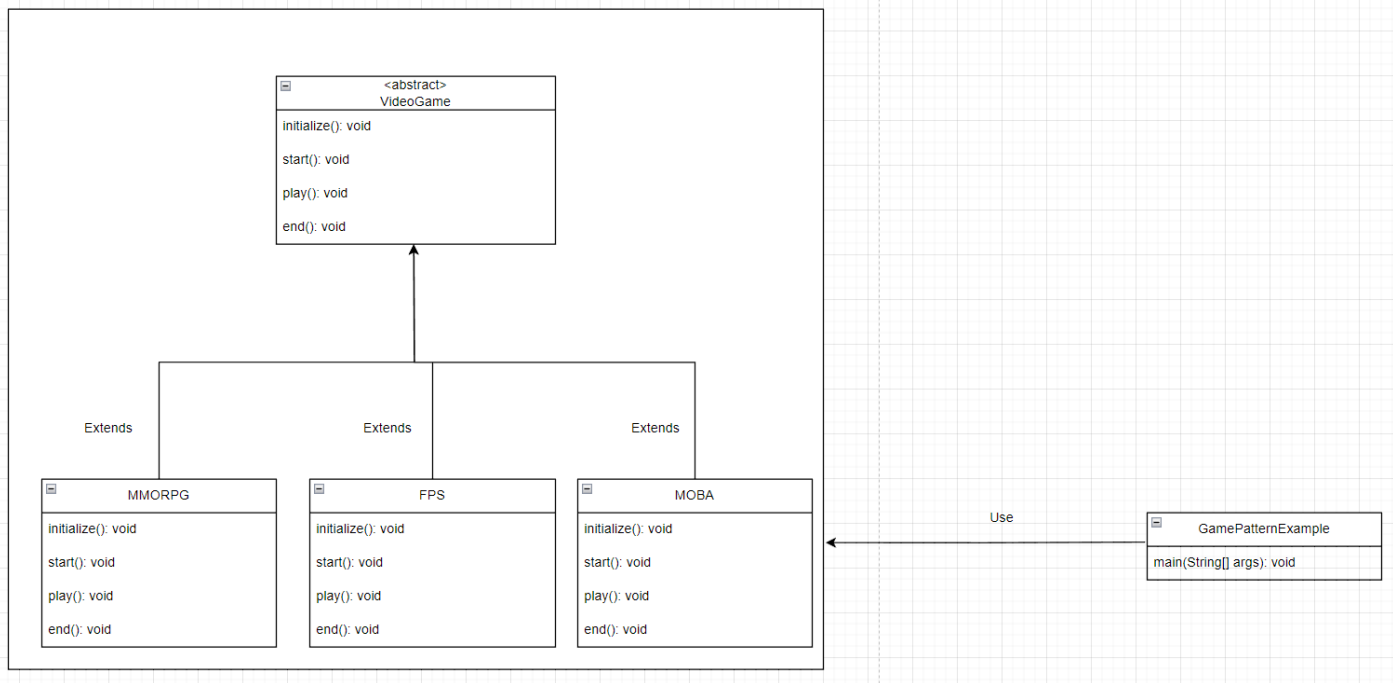 <abstract>
VideoGame
initialize(): void
start(): void
play(): void
end(): void
Extends
Extends
Extends
MMORPG
initialize(): void
start(): void
play(): void
end(): void
FPS
initialize(): void
start(): void
play(): void
end(): void
MOBA
initialize(): void
start(): void
play(): void
end(): void
Use
GamePatternExample
main(String[] args): void